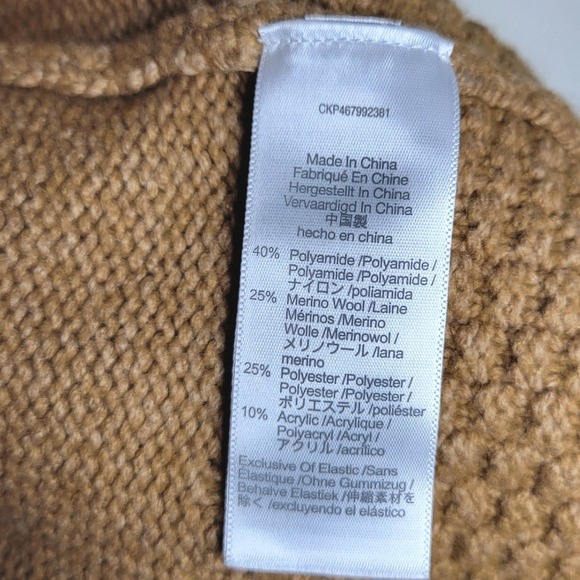 CKP467992381
Made In China
Fabriqué En Chine
Hergestellt In China
Vervaardigd In China
中国製
hecho en china
40% Polyamide /Polyamide /
Polyamide /Polyamide /
ナイロン /poliamida
25% Merino Wool /Laine
Mérinos /Merino
Wolle /Merinowol /
メリノウール /lana
merino
25% Polyester /Polyester /
Polyester /Polyester /
ポリエステル /poliéster
10% Acrylic /Acrylique /
Polyacryl /Acryl /
アクリル /acrílico
Exclusive Of Elastic /Sans
Élastique /Ohne Gummizug /
Behalve Elastiek /伸縮素材を
除く /excluyendo el elástico